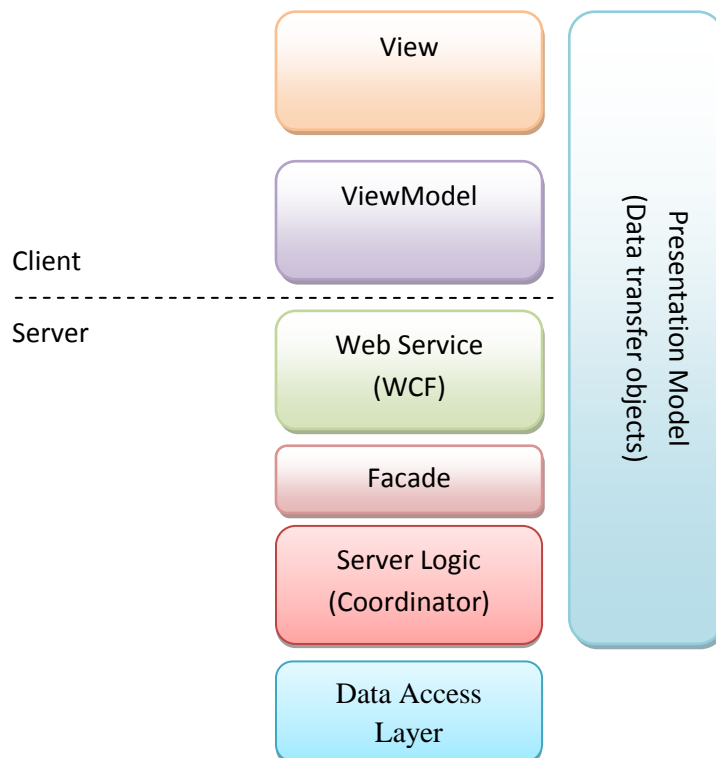 View
ViewModel
Client
Server
Web Service
(WCF)
Facade
Server Logic
(Coordinator)
Data Access
Layer
Presentation Model
(Data transfer objects)